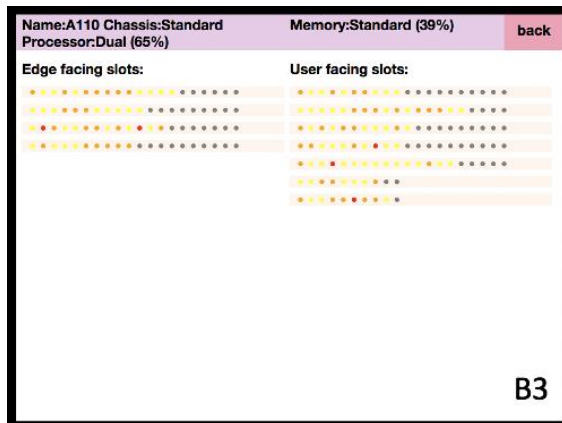 Name:A110 Chassis:Standard
Processor:Dual (65%)
Memory:Standard (39%)
back
Edge facing slots:
User facing slots:
B3